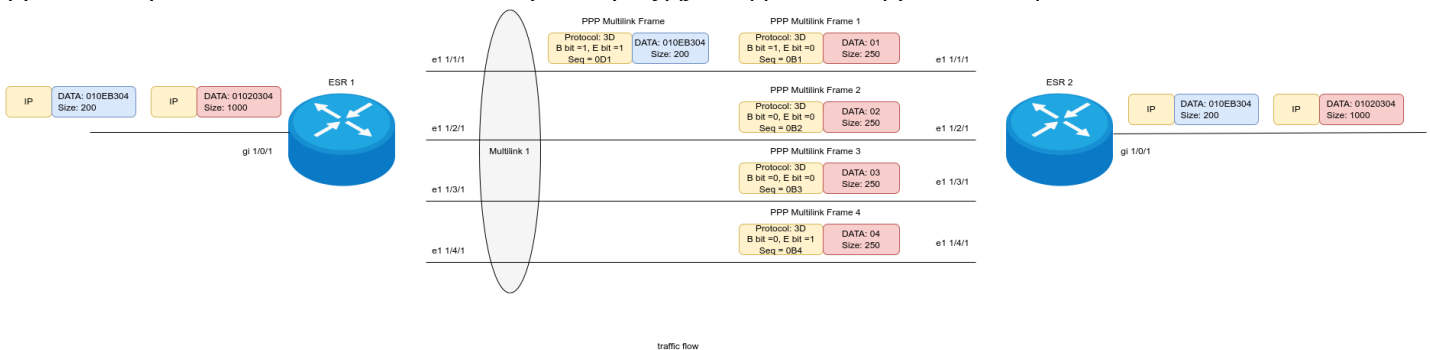 PPP Multilink Frame
Protocol: 3D
B bit =1, E bit =1
Seq = 0D1
DATA: 010EB304
Size: 200
PPP Multilink Frame 1
Protocol: 3D
B bit =1, E bit =0
Seq = 0B1
DATA: 01
Size: 250
e1 1/1/1
e1 1/1/1
ESR 1
IP
DATA: 010EB304
Size: 200
IP
DATA: 01020304
Size: 1000
gi 1/0/1
PPP Multilink Frame 2
Protocol: 3D
B bit =0, E bit =0
Seq = 0B2
DATA: 02
Size: 250
e1 1/2/1
e1 1/2/1
Multilink 1
PPP Multilink Frame 3
Protocol: 3D
B bit =0, E bit =0
Seq = 0B3
DATA: 03
Size: 250
e1 1/3/1
e1 1/3/1
PPP Multilink Frame 4
Protocol: 3D
B bit =0, E bit =1
Seq = 0B4
DATA: 04
Size: 250
e1 1/4/1
e1 1/4/1
ESR 2
IP
DATA: 010EB304
Size: 200
IP
DATA: 01020304
Size: 1000
gi 1/0/1
traffic flow